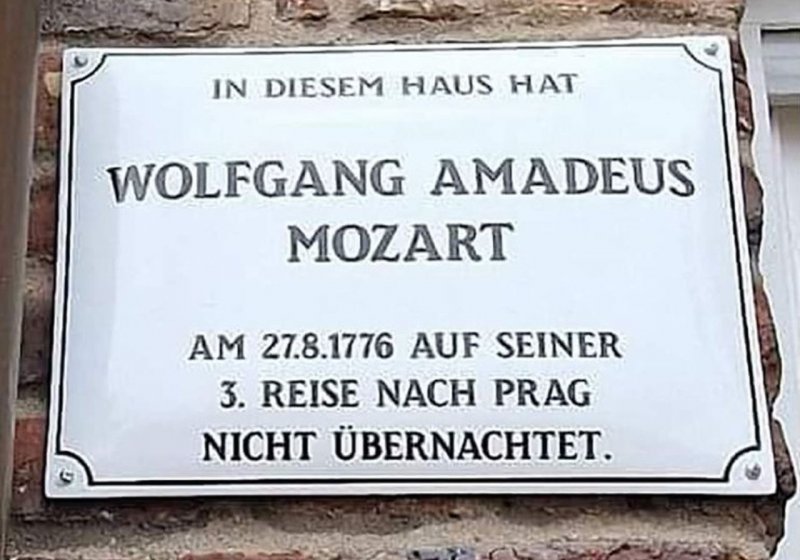 IN DIESEM HAUS HAT
WOLFGANG AMADEUS
MOZART
AM 27.8.1776 AUF SEINER
3. REISE NACH PRAG
NICHT ÜBERNACHTET.